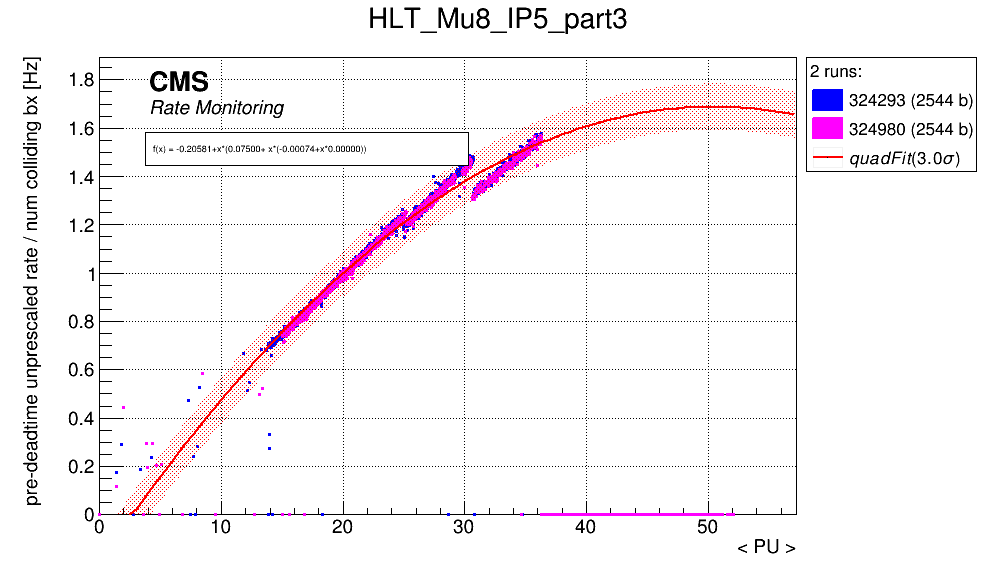 HLT_Mu8_IP5_part3
pre-deadtime unprescaled rate / num colliding bx [Hz]
CMS
Rate Monitoring
f(x) = -0.20581+x*(0.07500+ x*(-0.00074+x*0.00000))
1.8
1.6
1.4
1.2
1
0.8
0.6
0.4
0.2
0
0 10 20 30 40 50
< PU >
2 runs:
324293 (2544 b)
324980 (2544 b)
quadFit(3.0σ)